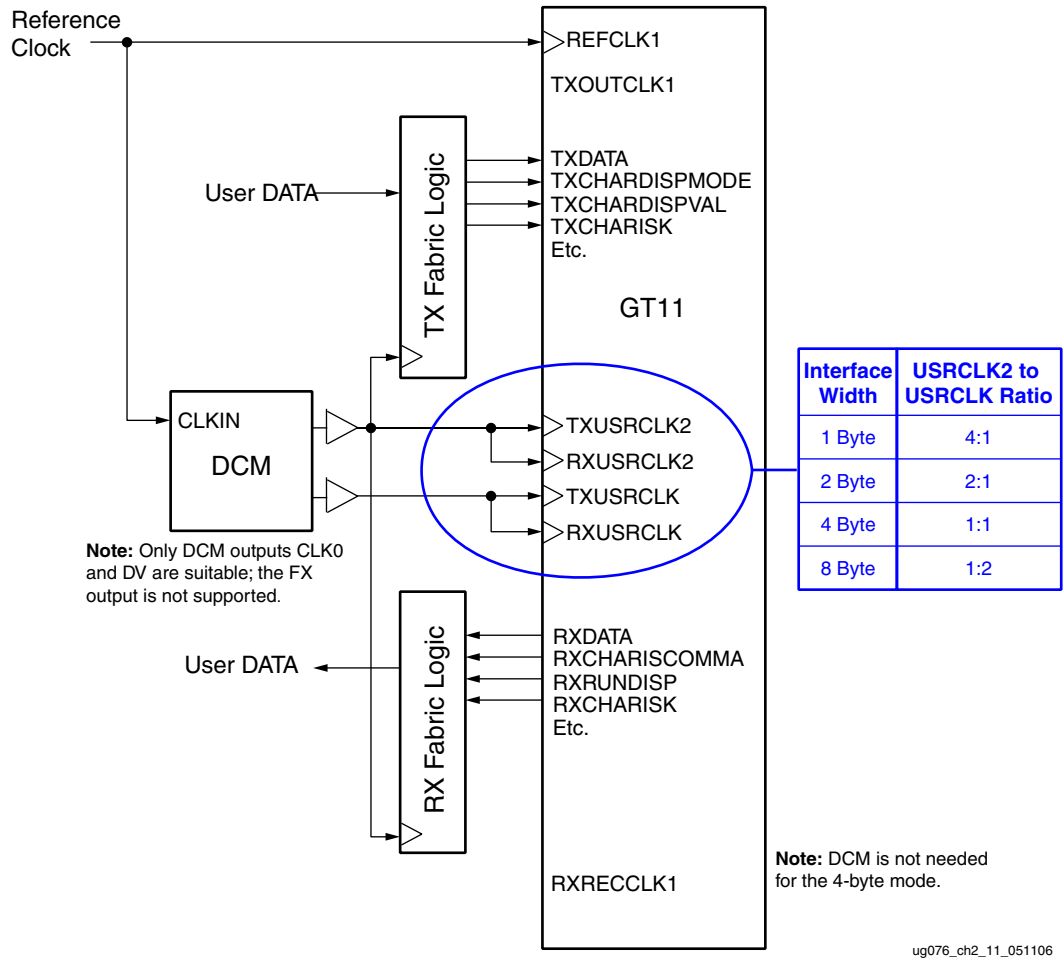 Reference
Clock
REFCLK1
TXOUTCLK1
TX Fabric Logic
User DATA
TXDATA
TXCHARDISPMODE
TXCHARDISPVAL
TXCHARISK
Etc.
GT11
Interface
Width
USRCLK2 to
USRCLK Ratio
1 Byte
4:1
2 Byte
2:1
4 Byte
1:1
8 Byte
1:2
CLKIN
DCM
TXUSRCLK2
RXUSRCLK2
TXUSRCLK
RXUSRCLK
Note: Only DCM outputs CLK0
and DV are suitable; the FX
output is not supported.
RX Fabric Logic
User DATA
RXDATA
RXCHARISCOMMA
RXRUNDISP
RXCHARISK
Etc.
RXRECCLK1
Note: DCM is not needed
for the 4-byte mode.
ug076_ch2_11_051106